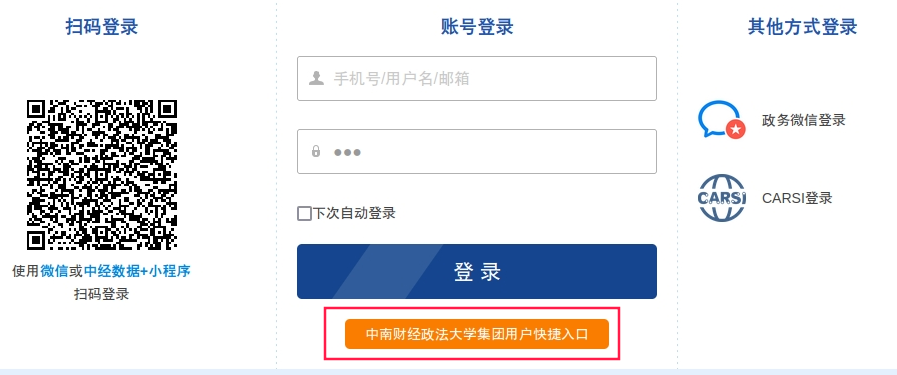 扫码登录
使用微信或中经数据+小程序
扫码登录
账号登录
手机号/用户名/邮箱
●●●
下次自动登录
登录
中南财经政法大学集团用户快捷入口
其他方式登录
政务微信登录
CARSI
CARSI登录